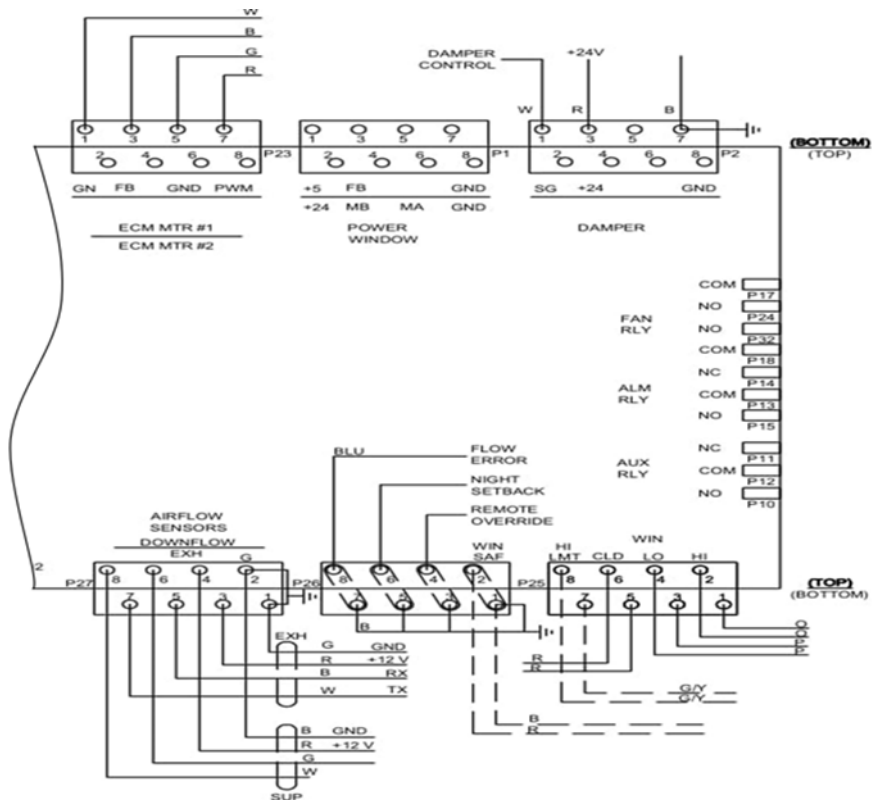 W
B
G
R
DAMPER CONTROL
+24V
W R B
1 3 5 7
2 4 6 8
P23
1 3 5 7
2 4 6 8
P1
1 3 5 7
2 4 6 8
P2
(BOTTOM)
(TOP)
GN FB GND PWM
+5 FB GND
+24 MB MA GND
SG +24 GND
ECM MTR #1
ECM MTR #2
POWER
WINDOW
DAMPER
COM
P17
NO
P24
FAN
RLY
NO
P32
COM
P18
NC
P14
ALM
RLY
COM
P13
NO
P15
NC
P11
AUX
RLY
COM
P12
NO
P10
BLU
FLOW
ERROR
NIGHT
SETBACK
REMOTE
OVERRIDE
AIRFLOW
SENSORS
DOWNFLOW
EXH
G
WIN
SAF
WIN
HI
LMT
CLD LO HI
2
P27
8 6 4 2
7 5 3 1
P26
8 6 4 2
7 5 3 1
P25
8 6 4 2
7 5 3 1
(TOP)
(BOTTOM)
B
EXH
G GND
R +12 V
B RX
W TX
O
O
P
P
R
R
G/Y
G/Y
B
R
B GND
R +12 V
G
W
SUP